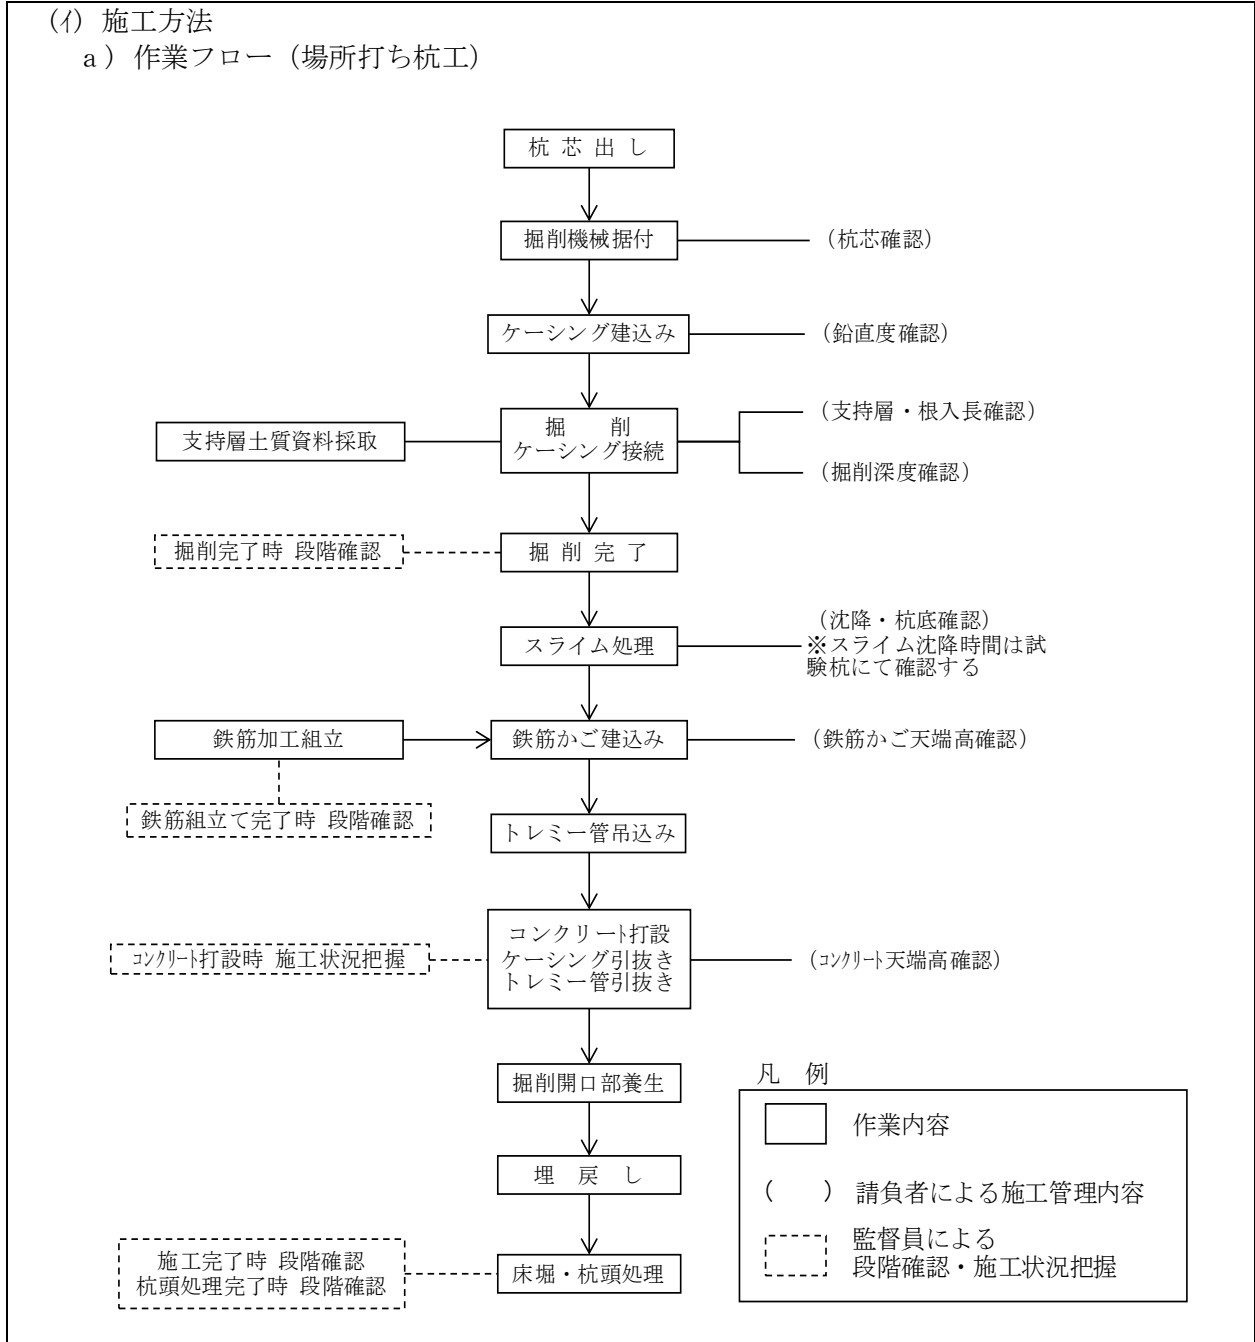 (ｲ) 施工方法
a）作業フロー（場所打ち杭工）
杭 芯 出 し
掘削機械据付
（杭芯確認）
ケーシング建込み
（鉛直度確認）
支持層土質資料採取
掘　　削
ケーシング接続
（支持層・根入長確認）
（掘削深度確認）
掘削完了時 段階確認
掘 削 完 了
スライム処理
（沈降・杭底確認）
※スライム沈降時間は試
験杭にて確認する
鉄筋加工組立
鉄筋かご建込み
（鉄筋かご天端高確認）
鉄筋組立て完了時 段階確認
トレミー管吊込み
コンクリート打設
ケーシング引抜き
トレミー管引抜き
ｺﾝｸﾘｰﾄ打設時 施工状況把握
（ｺﾝｸﾘｰﾄ天端高確認）
掘削開口部養生
埋　戻　し
施工完了時 段階確認
杭頭処理完了時 段階確認
床堀・杭頭処理
凡　例
作業内容
（　　）請負者による施工管理内容
監督員による
段階確認・施工状況把握